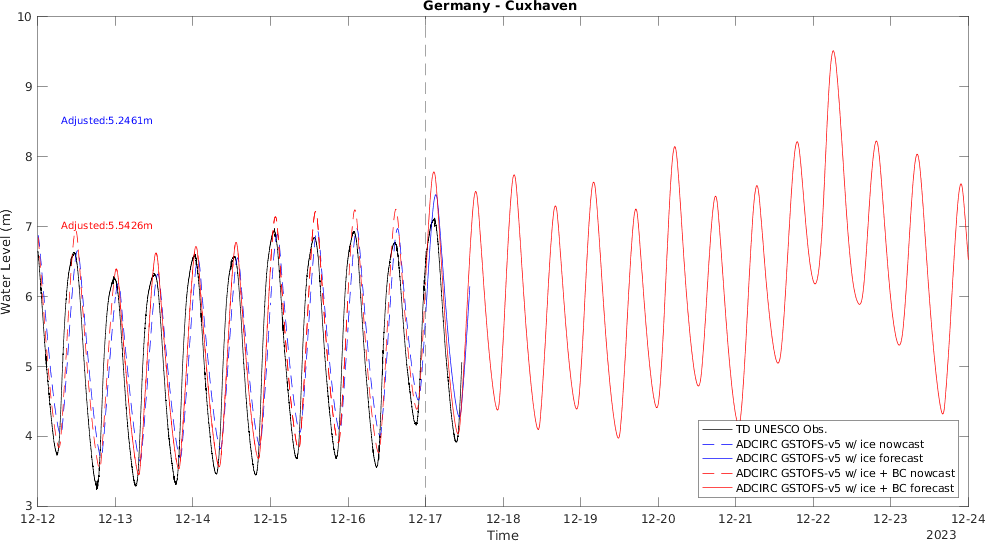 Germany - Cuxhaven
10
9
8
7
6
5
4
3
Water Level (m)
Adjusted:5.2461m
Adjusted:5.5426m
TD UNESCO Obs.
ADCIRC GSTOFS-v5 w/ ice nowcast
ADCIRC GSTOFS-v5 w/ ice forecast
ADCIRC GSTOFS-v5 w/ ice + BC nowcast
ADCIRC GSTOFS-v5 w/ ice + BC forecast
12-12 12-13 12-14 12-15 12-16 12-17 12-18 12-19 12-20 12-21 12-22 12-23 12-24
Time
2023